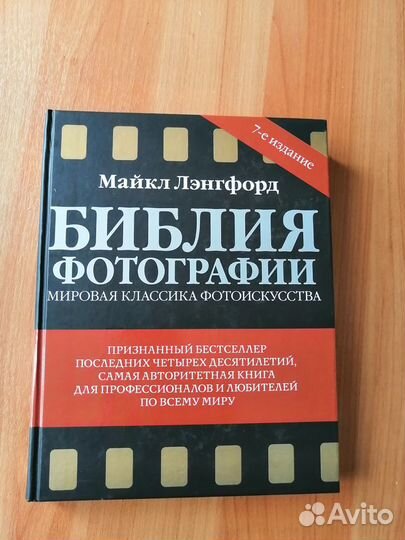 7-е издание
Майкл Лэнгфорд
БИБЛИЯ
ФОТОГРАФИИ
МИРОВАЯ КЛАССИКА ФОТОИСКУССТВА
ПРИЗНАННЫЙ БЕСТСЕЛЛЕР
ПОСЛЕДНИХ ЧЕТЫРЕХ ДЕСЯТИЛЕТИЙ,
САМАЯ АВТОРИТЕТНАЯ КНИГА
ДЛЯ ПРОФЕССИОНАЛОВ И ЛЮБИТЕЛЕЙ
ПО ВСЕМУ МИРУ
Avito